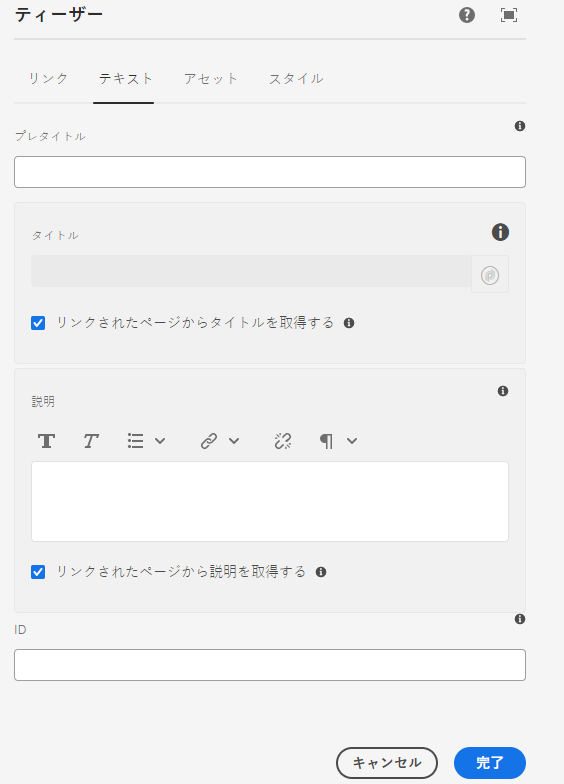 ティーザー
リンク テキスト アセット スタイル
プレタイトル
タイトル
リンクされたページからタイトルを取得する
説明
リンクされたページから説明を取得する
ID
キャンセル 完了